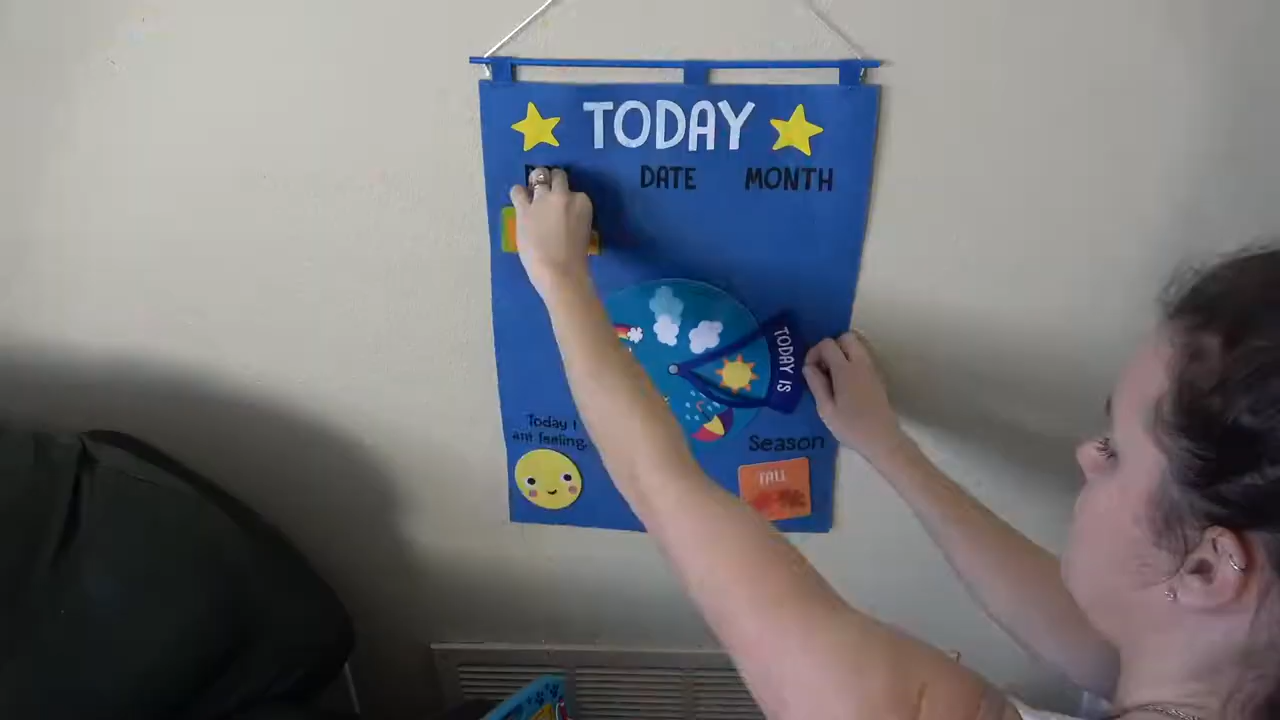 TODAY
DATE MONTH
TODAY IS
Today I
am feeling
Season
FALL